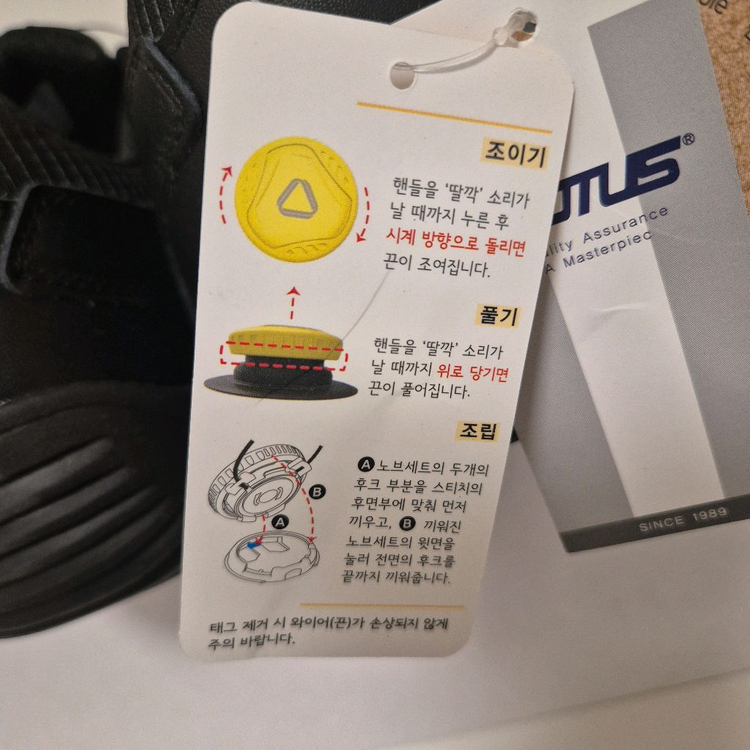 조이기
핸들을 '딸깍' 소리가
날 때까지 누른 후
시계 방향으로 돌리면
끈이 조여집니다.
풀기
핸들을 '딸깍' 소리가
날 때까지 위로 당기면
끈이 풀어집니다.
조립
A 노브세트의 두개의
후크 부분을 스티치의
후면부에 맞춰 먼저
끼우고, B 끼워진
노브세트의 윗면을
눌러 전면의 후크를
끝까지 끼워줍니다.
B
A
태그 제거 시 와이어(끈)가 손상되지 않게
주의 바랍니다.
TUS®
lity Assurance
A Masterpiec
SINCE 1989